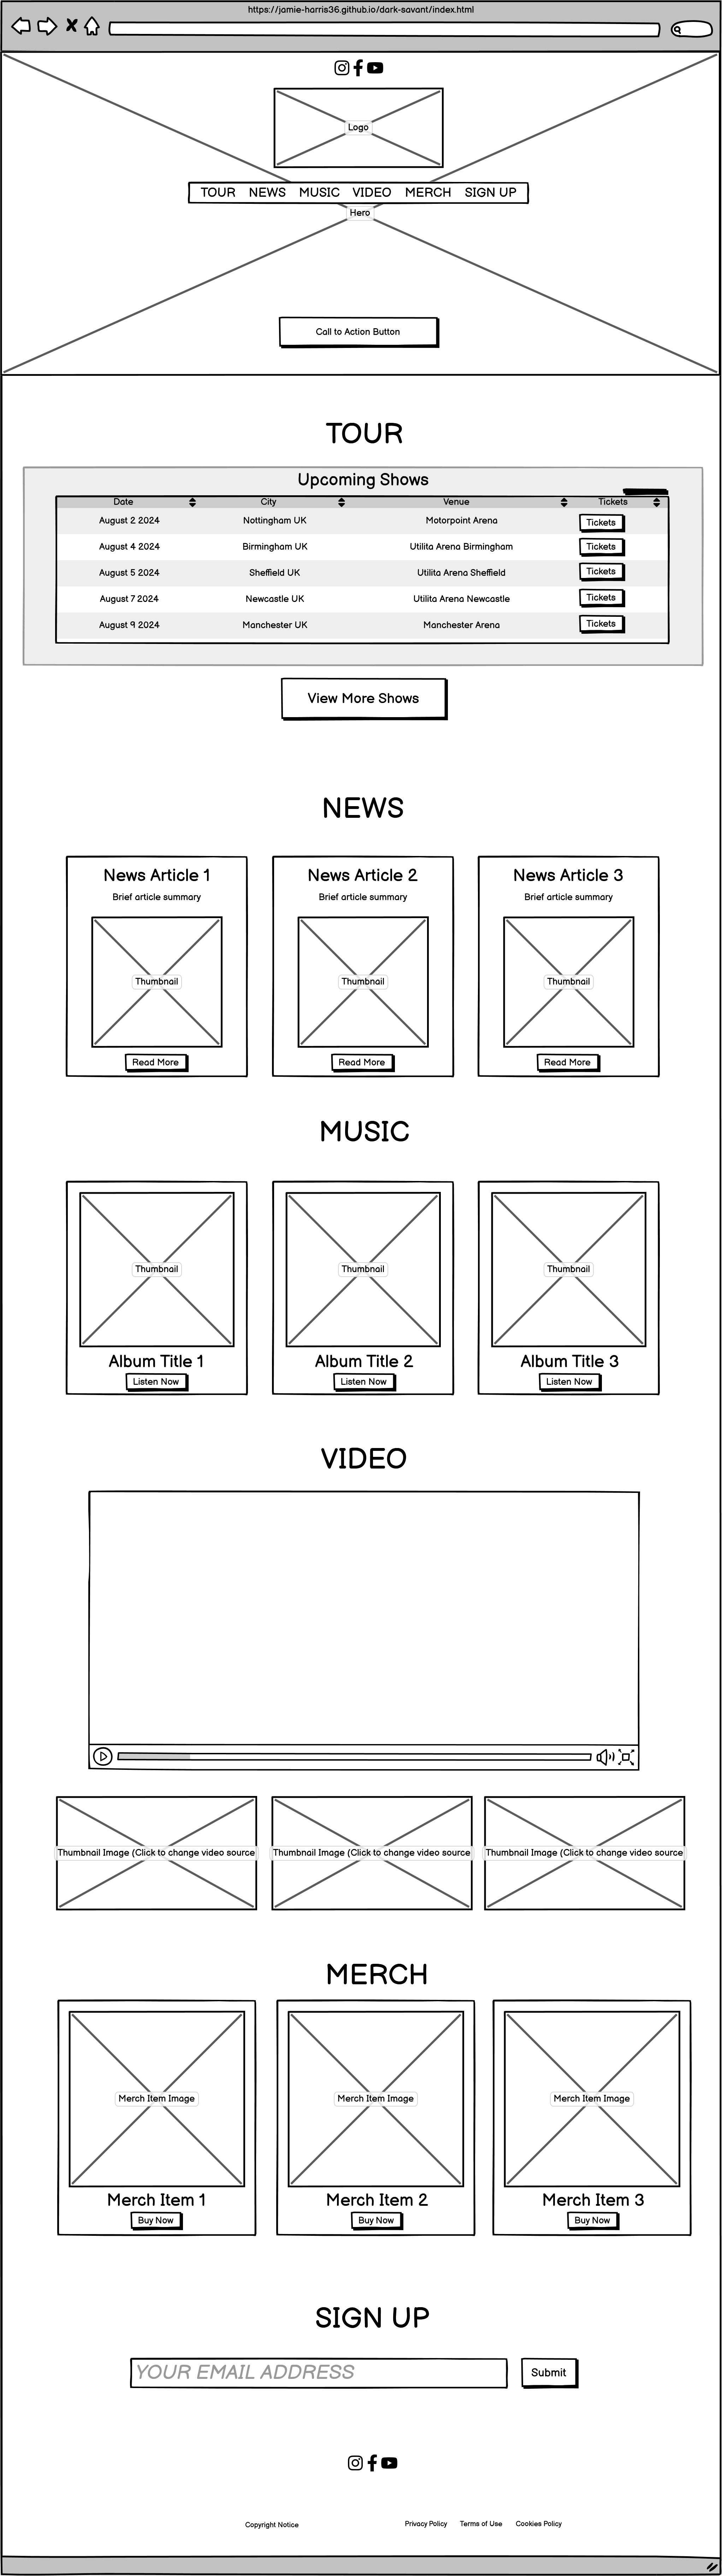 https://jamie-harris36.github.io/dark-savant/index.html
Logo
TOUR NEWS MUSIC VIDEO MERCH SIGN UP
Hero
Call to Action Button
TOUR
Upcoming Shows
Date City Venue Tickets
August 2 2024 Nottingham UK Motorpoint Arena Tickets
August 4 2024 Birmingham UK Utilita Arena Birmingham Tickets
August 5 2024 Sheffield UK Utilita Arena Sheffield Tickets
August 7 2024 Newcastle UK Utilita Arena Newcastle Tickets
August 9 2024 Manchester UK Manchester Arena Tickets
View More Shows
NEWS
News Article 1 News Article 2 News Article 3
Brief article summary Brief article summary Brief article summary
Thumbnail Thumbnail Thumbnail
Read More Read More Read More
MUSIC
Thumbnail Thumbnail Thumbnail
Album Title 1 Album Title 2 Album Title 3
Listen Now Listen Now Listen Now
VIDEO
Thumbnail Image (Click to change video source Thumbnail Image (Click to change video source Thumbnail Image (Click to change video source
MERCH
Merch Item Image Merch Item Image Merch Item Image
Merch Item 1 Merch Item 2 Merch Item 3
Buy Now Buy Now Buy Now
SIGN UP
YOUR EMAIL ADDRESS Submit
Copyright Notice Privacy Policy Terms of Use Cookies Policy